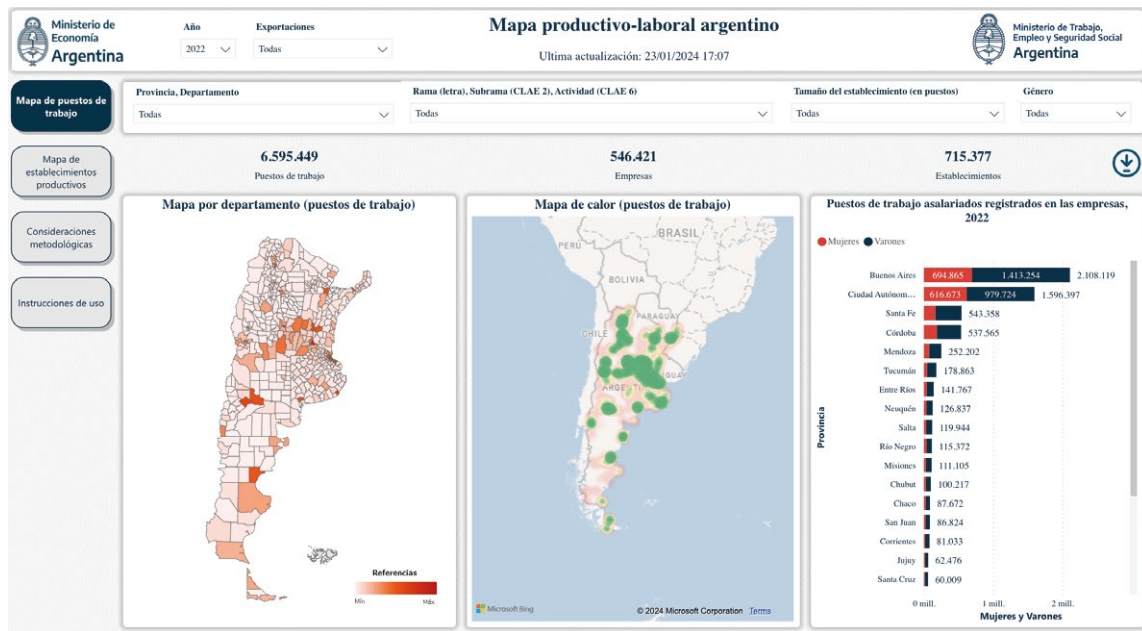 Ministerio de
Economía
Argentina
Año
2022
Exportaciones
Todas
Mapa productivo-laboral argentino
Ultima actualización: 23/01/2024 17:07
Ministerio de Trabajo,
Empleo y Seguridad Social
Argentina
Mapa de puestos de
trabajo
Mapa de
establecimientos
productivos
Consideraciones
metodológicas
Instrucciones de uso
Provincia, Departamento
Todas
Rama (letra), Subrama (CLAE 2), Actividad (CLAE 6)
Todas
Tamaño del establecimiento (en puestos)
Todas
Género
Todas
6.595.449
Puestos de trabajo
546.421
Empresas
715.377
Establecimientos
Mapa por departamento (puestos de trabajo)
Referencias
Mín
Máx
Mapa de calor (puestos de trabajo)
PERÚ
BRASIL
BOLIVIA
PARAGUAY
CHILE
UGUAY
ARGENTI
Microsoft Bing
© 2024 Microsoft Corporation Terms
Puestos de trabajo asalariados registrados en las empresas,
2022
Mujeres Varones
Provincia
Buenos Aires 694.865 1.413.254 2.108.119
Ciudad Autónom… 616.673 979.724 1.596.397
Santa Fe 543.358
Córdoba 537.565
Mendoza 252.202
Tucumán 178.863
Entre Ríos 141.767
Neuquén 126.837
Salta 119.944
Río Negro 115.372
Misiones 111.105
Chubut 100.217
Chaco 87.672
San Juan 86.824
Corrientes 81.033
Jujuy 62.476
Santa Cruz 60.009
0 mill. 1 mill. 2 mill.
Mujeres y Varones